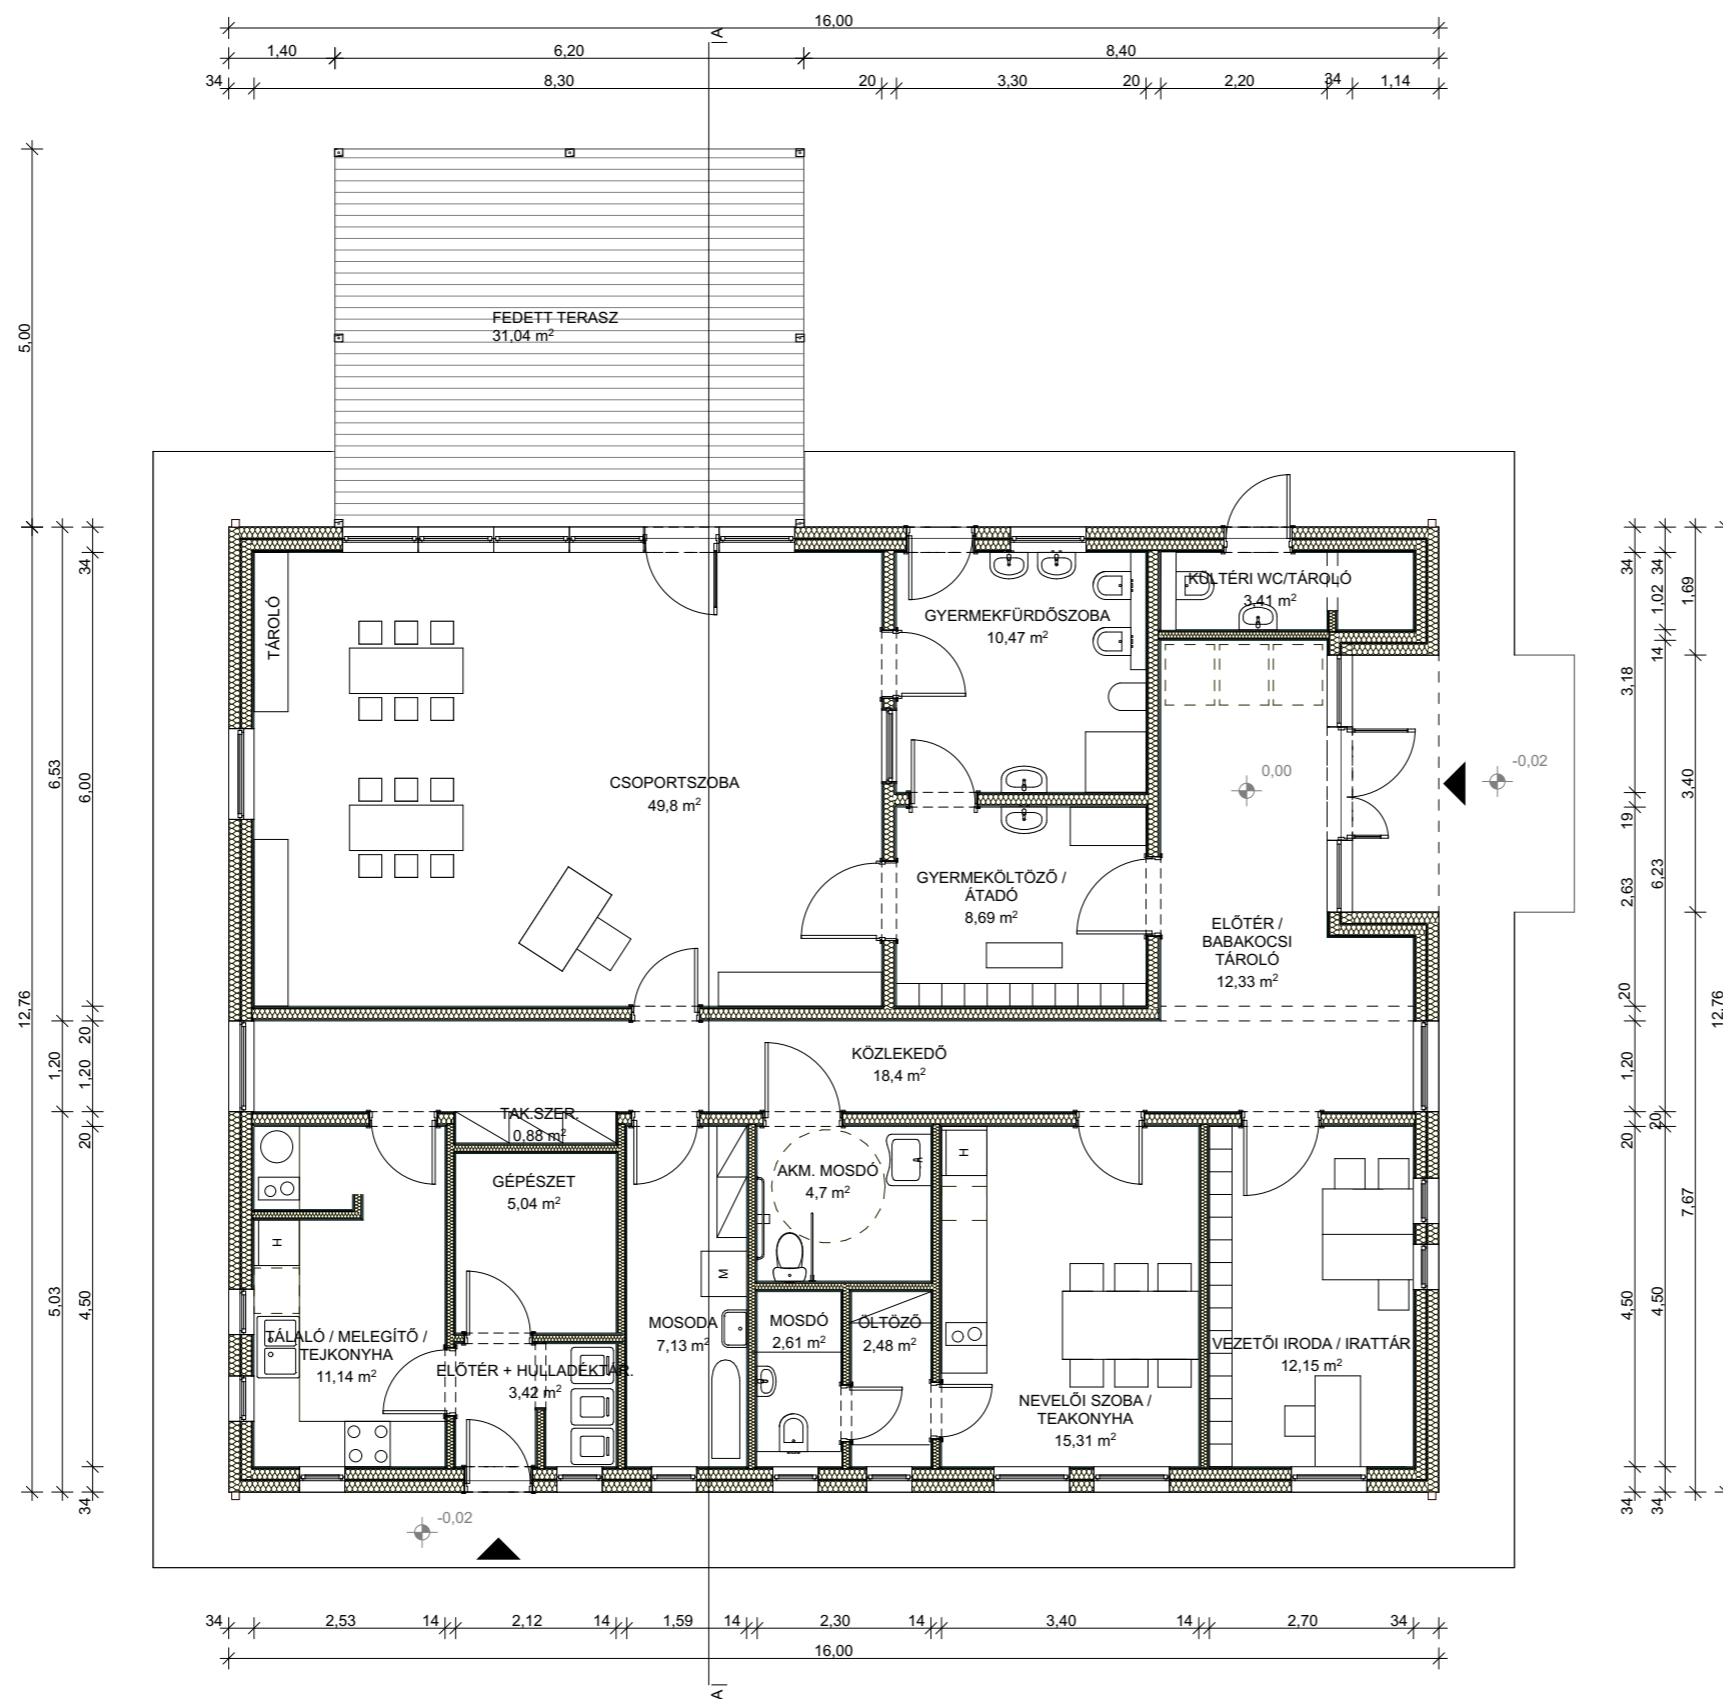 16,00
A
1,40 6,20 8,40
34 8,30 20 3,30 20 2,20 34 1,14
FEDETT TERASZ
31,04 m²
5,00
TÁROLÓ
KÜLTÉRI WC/TÁROLÓ
3,41 m²
GYERMEKFÜRDŐSZOBA
10,47 m²
CSOPORTSZOBA
49,8 m²
0,00
-0,02
GYERMEKÖLTÖZŐ /
ÁTADÓ
8,69 m²
ELŐTÉR /
BABAKOCSI
TÁROLÓ
12,33 m²
KÖZLEKEDŐ
18,4 m²
TAK.SZER.
0,88 m²
GÉPÉSZET
5,04 m²
AKM. MOSDÓ
4,7 m²
A
H
H
M
TÁLALÓ / MELEGÍTŐ /
TEJKONYHA
11,14 m²
ELŐTÉR + HULLADÉKTÁR.
3,42 m²
MOSODA
7,13 m²
MOSDÓ
2,61 m²
ÖLTÖZŐ
2,48 m²
NEVELŐI SZOBA /
TEAKONYHA
15,31 m²
VEZETŐI IRODA / IRATTÁR
12,15 m²
-0,02
12,76
6,53
1,20
5,03
34
6,00
20
1,20
20
4,50
34
34
3,18
19
2,63
20
1,20
20
4,50
34
34
1,02
14
6,23
20
4,50
34
1,69
3,40
7,67
12,76
34 2,53 14 2,12 14 1,59 14 2,30 14 3,40 14 2,70 34
16,00
A